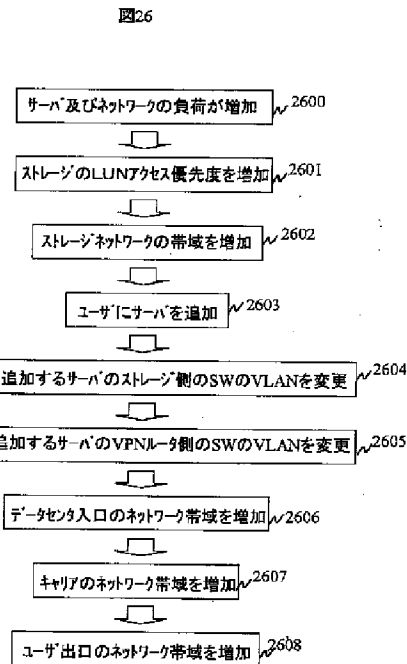 図26
サーバ及びネットワークの負荷が増加 2600
ストレージのLUNアクセス優先度を増加 2601
ストレージネットワークの帯域を増加 2602
ユーザにサーバを追加 2603
追加するサーバのストレージ側のSWのVLANを変更 2604
追加するサーバのVPNルータ側のSWのVLANを変更 2605
データセンタ入口のネットワーク帯域を増加 2606
キャリアのネットワーク帯域を増加 2607
ユーザ出口のネットワーク帯域を増加 2608